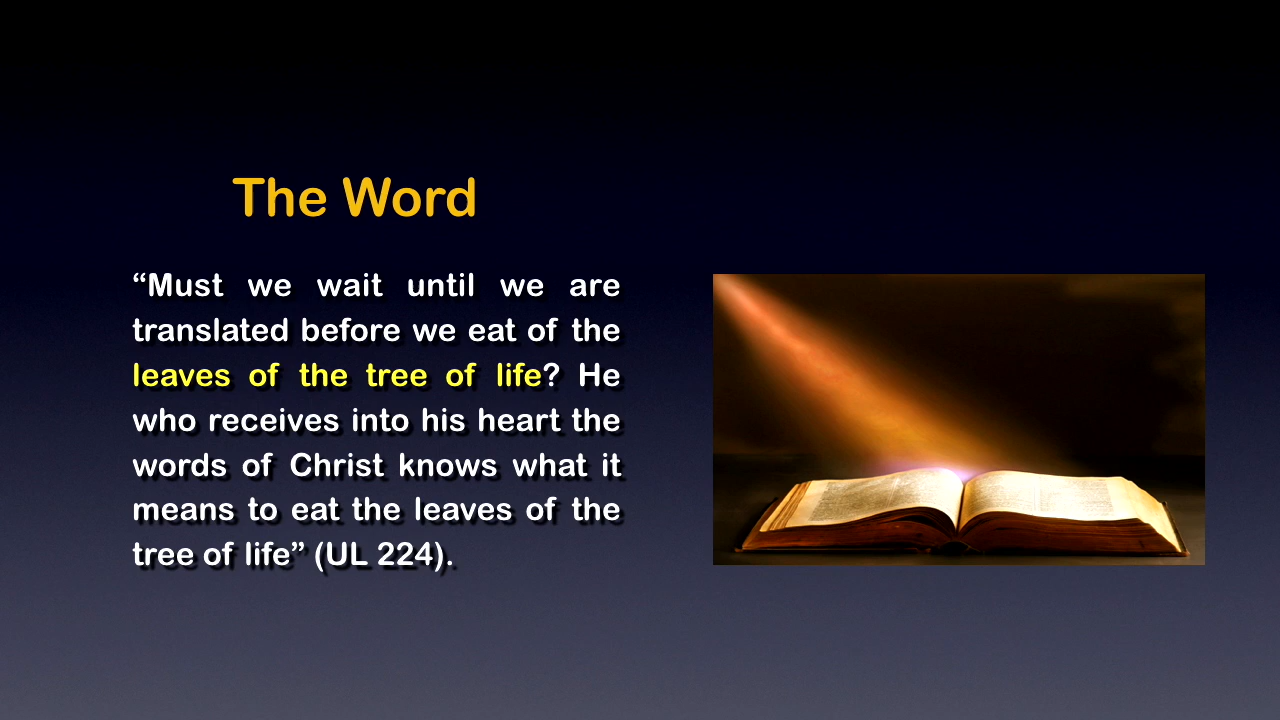 The Word
“Must we wait until we are
translated before we eat of the
leaves of the tree of life? He
who receives into his heart the
words of Christ knows what it
means to eat the leaves of the
tree of life” (UL 224).